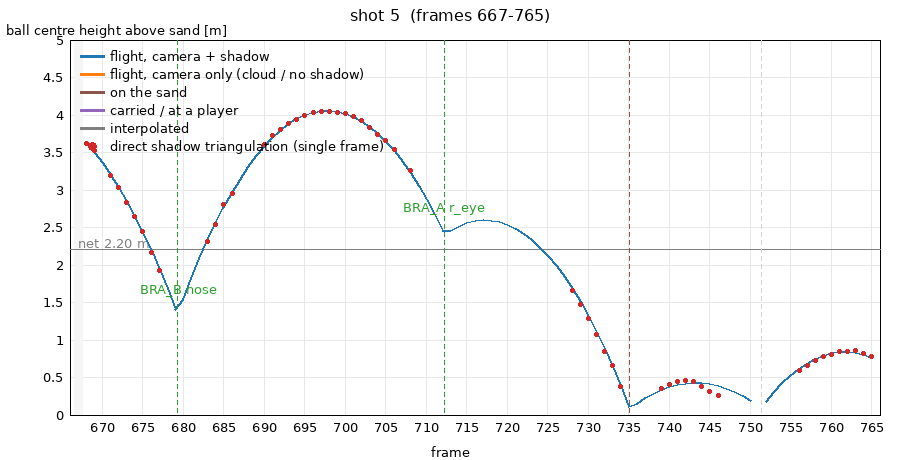 shot 5  (frames 667-765)
ball centre height above sand [m]
flight, camera + shadow
flight, camera only (cloud / no shadow)
on the sand
carried / at a player
interpolated
direct shadow triangulation (single frame)
BRA_A r_eye
net 2.20 m
BRA_B nose
5
4.5
4
3.5
3
2.5
2
1.5
1
0.5
0
670 675 680 685 690 695 700 705 710 715 720 725 730 735 740 745 750 755 760 765
frame